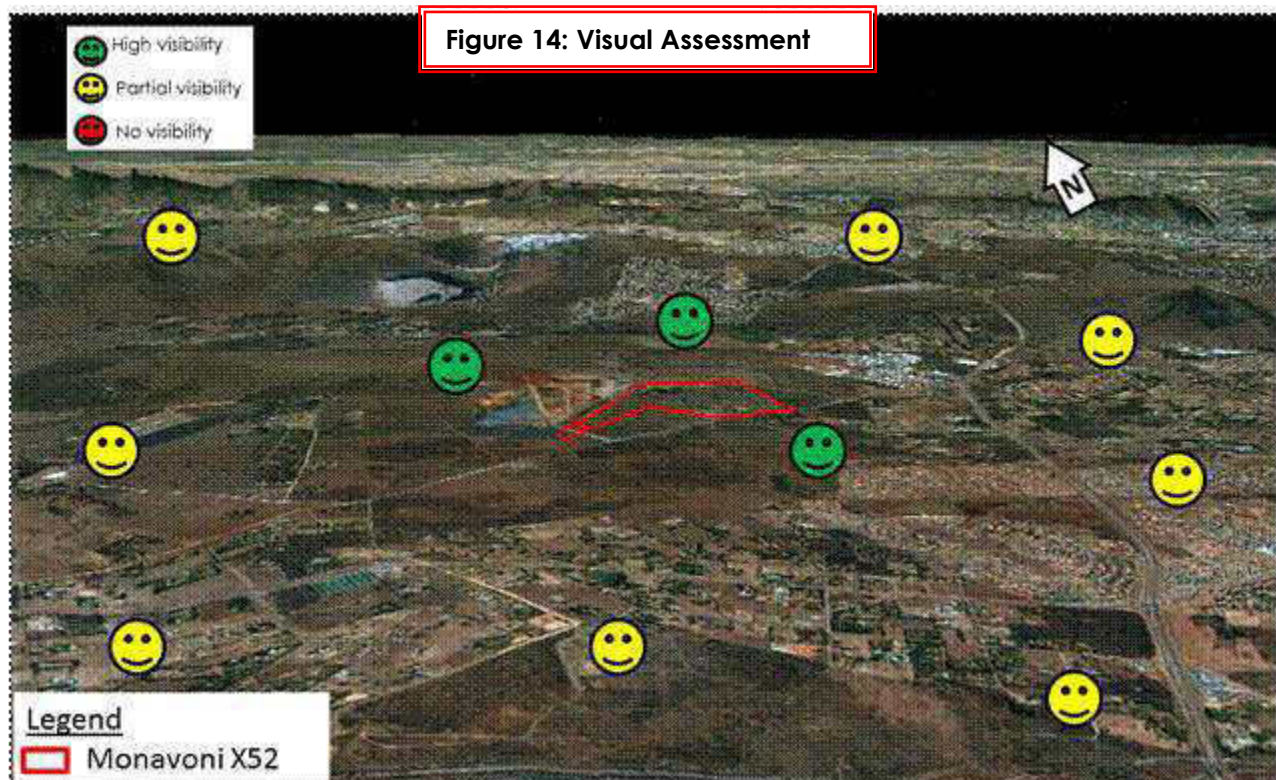 Figure 14: Visual Assessment
High visibility
Partial visibility
No visibility
N
Legend
Monavoni X52